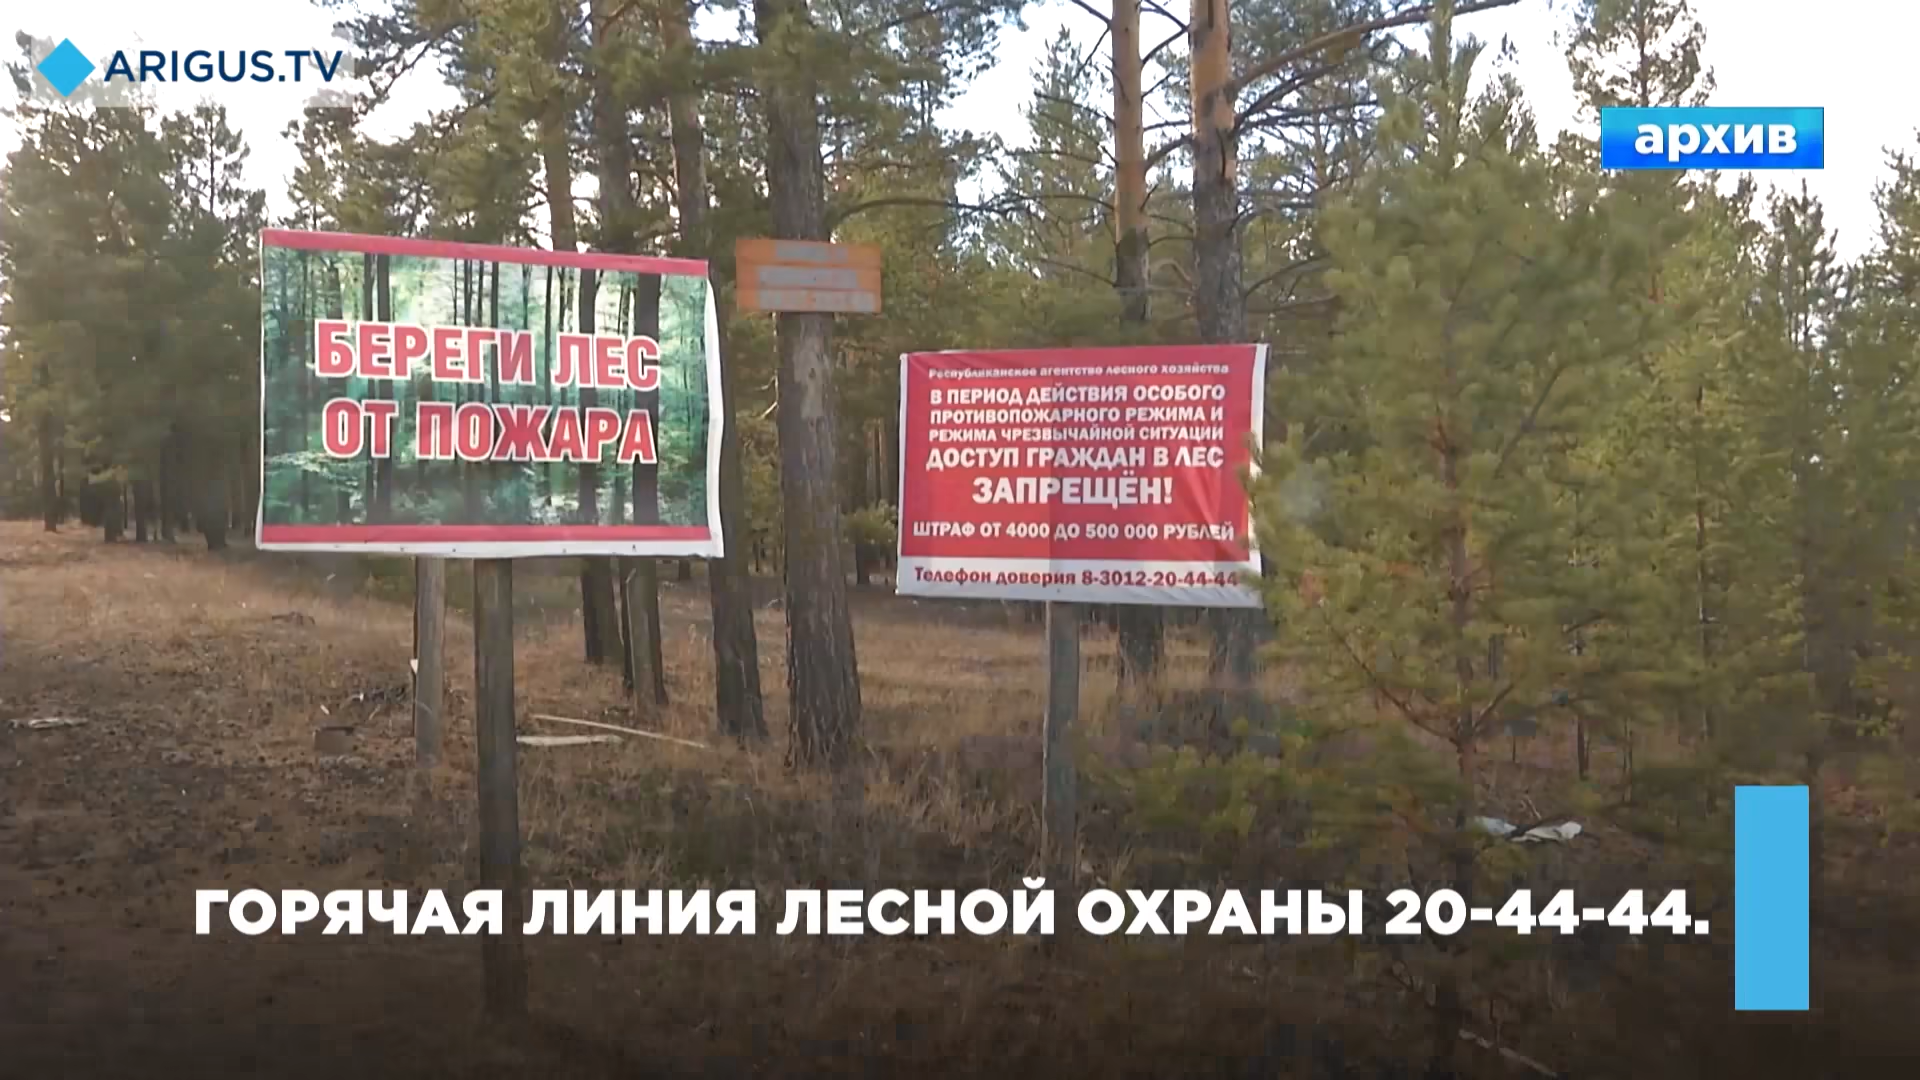 ARIGUS.TV
архив
БЕРЕГИ ЛЕС
ОТ ПОЖАРА
Республиканское агентство лесного хозяйства
В ПЕРИОД ДЕЙСТВИЯ ОСОБОГО
ПРОТИВОПОЖАРНОГО РЕЖИМА И
РЕЖИМА ЧРЕЗВЫЧАЙНОЙ СИТУАЦИИ
ДОСТУП ГРАЖДАН В ЛЕС
ЗАПРЕЩЁН!
ШТРАФ ОТ 4000 ДО 500 000 РУБЛЕЙ
Телефон доверия 8-3012-20-44-44
ГОРЯЧАЯ ЛИНИЯ ЛЕСНОЙ ОХРАНЫ 20-44-44.